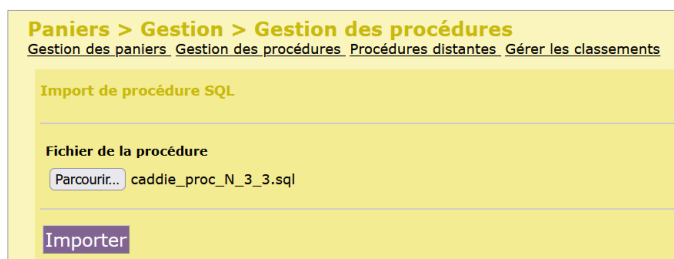 Paniers > Gestion > Gestion des procédures
Gestion des paniers Gestion des procédures Procédures distantes Gérer les classements
Import de procédure SQL
Fichier de la procédure
Parcourir... caddie_proc_N_3_3.sql
Importer